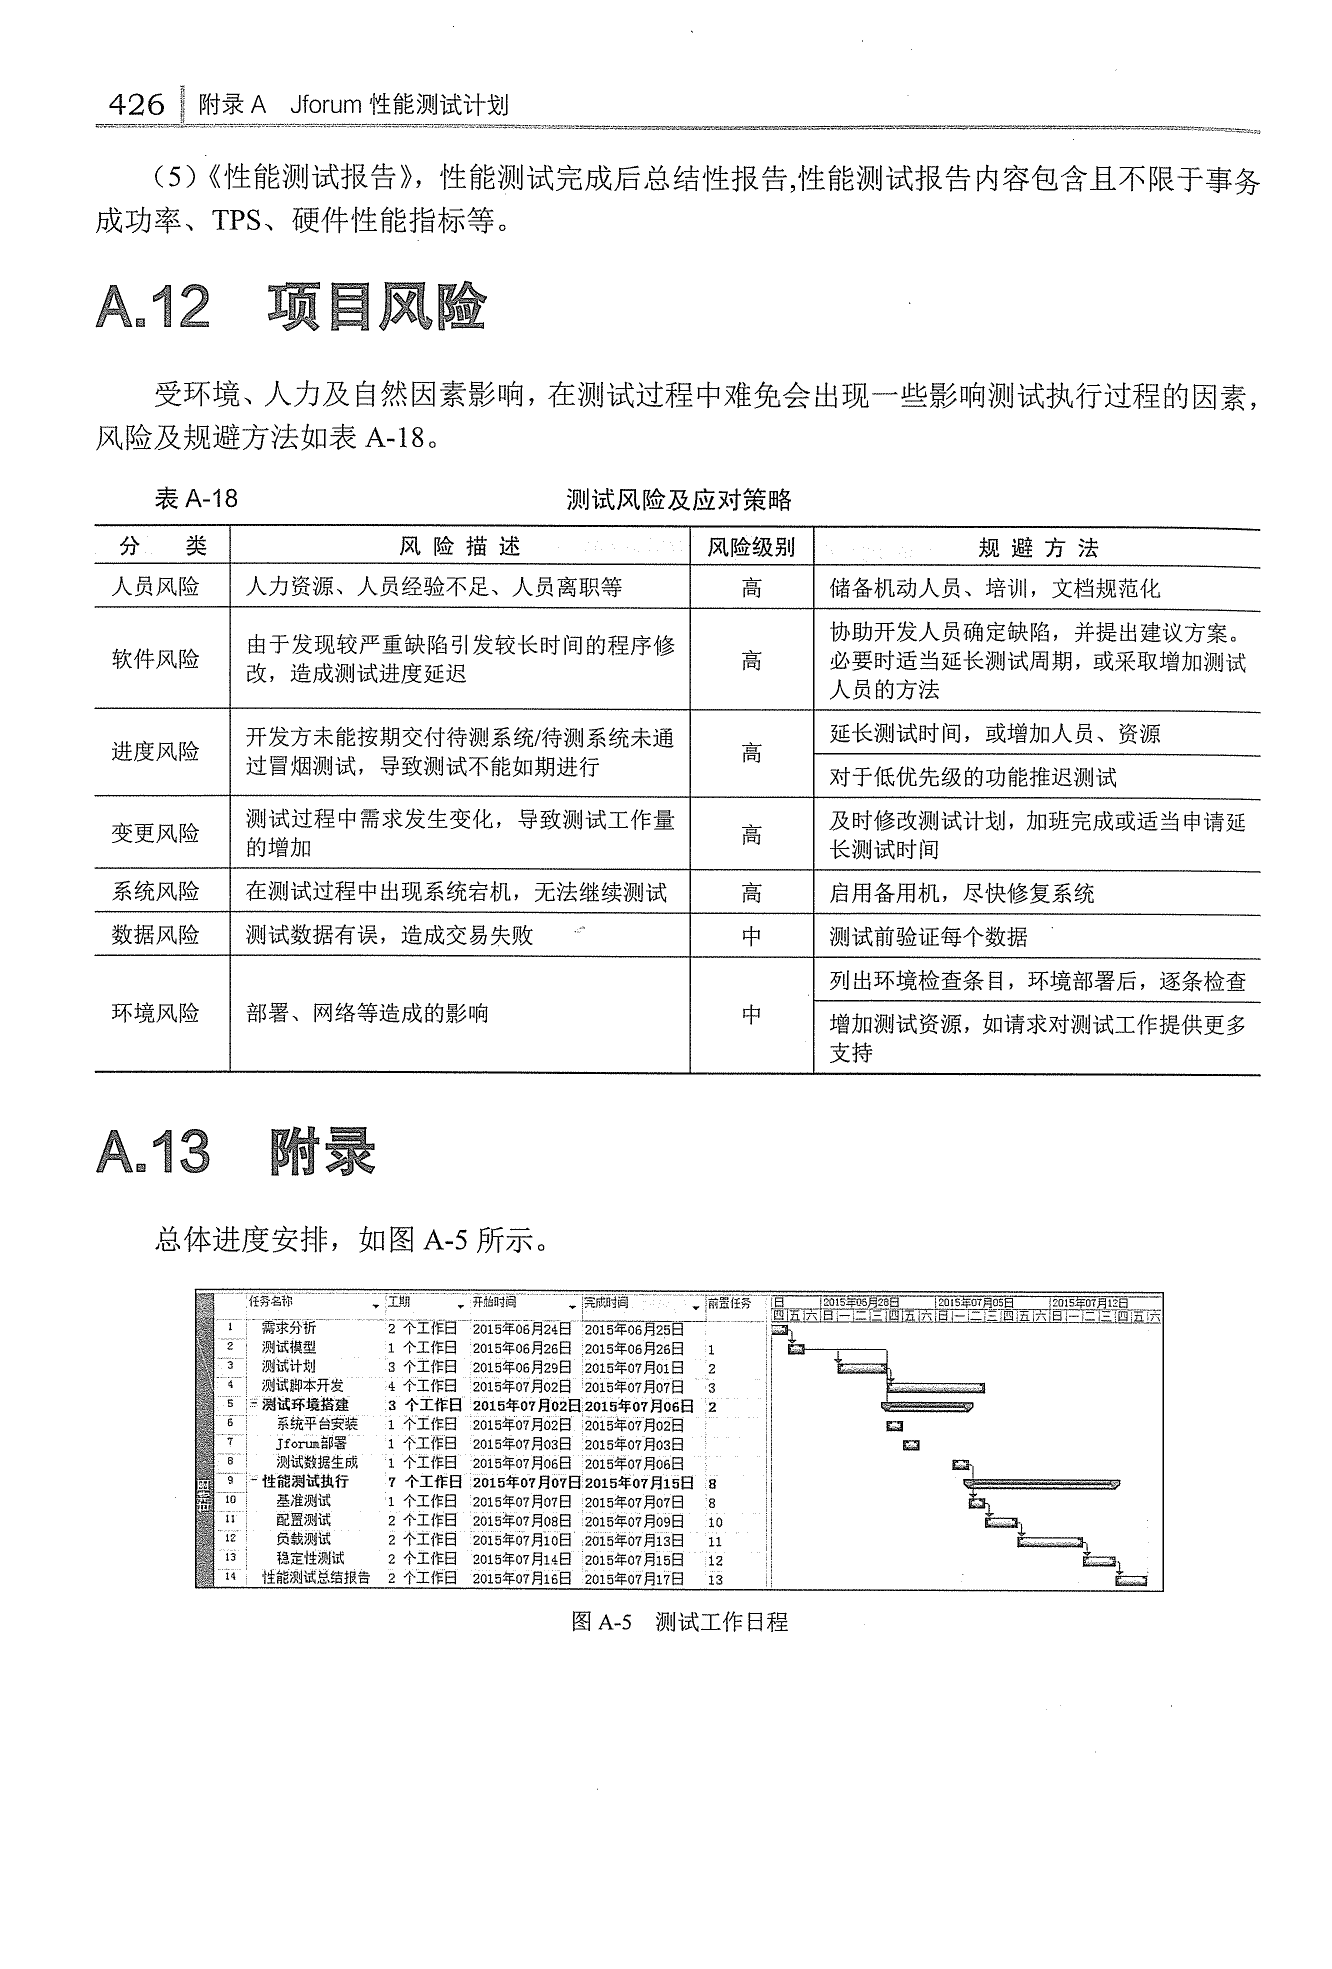 426 附录 A Jforum 性能测试计划
（5）《性能测试报告》，性能测试完成后总结性报告,性能测试报告内容包含且不限于事务
成功率、TPS、硬件性能指标等。
A.12 项目风险
受环境、人力及自然因素影响，在测试过程中难免会出现一些影响测试执行过程的因素，
风险及规避方法如表 A-18。
表 A-18 测试风险及应对策略
分 类 风 险 描 述 风险级别 规 避 方 法
人员风险 人力资源、人员经验不足、人员离职等 高 储备机动人员、培训，文档规范化
软件风险 由于发现较严重缺陷引发较长时间的程序修
改，造成测试进度延迟 高 协助开发人员确定缺陷，并提出建议方案。
必要时适当延长测试周期，或采取增加测试
人员的方法
进度风险 开发方未能按期交付待测系统/待测系统未通
过冒烟测试，导致测试不能如期进行 高 延长测试时间，或增加人员、资源
对于低优先级的功能推迟测试
变更风险 测试过程中需求发生变化，导致测试工作量
的增加 高 及时修改测试计划，加班完成或适当申请延
长测试时间
系统风险 在测试过程中出现系统宕机，无法继续测试 高 启用备用机，尽快修复系统
数据风险 测试数据有误，造成交易失败 中 测试前验证每个数据
环境风险 部署、网络等造成的影响 中 列出环境检查条目，环境部署后，逐条检查
增加测试资源，如请求对测试工作提供更多
支持
A.13 附录
总体进度安排，如图 A-5 所示。
任务名称 工期 开始时间 完成时间 前置任务 日 2015年06月28日 2015年07月05日 2015年07月12日
四 五 六 日 一 二 三 四 五 六 日 一 二 三 四 五 六 日 一 二 三 四 五 六
1 需求分析 2 个工作日 2015年06月24日 2015年06月25日
2 测试模型 1 个工作日 2015年06月26日 2015年06月26日 1
3 测试计划 3 个工作日 2015年06月29日 2015年07月01日 2
4 测试脚本开发 4 个工作日 2015年07月02日 2015年07月07日 3
5 测试环境搭建 3 个工作日 2015年07月02日 2015年07月06日 2
6 系统平台安装 1 个工作日 2015年07月02日 2015年07月02日
7 Jforum部署 1 个工作日 2015年07月03日 2015年07月03日
8 测试数据生成 1 个工作日 2015年07月06日 2015年07月06日
9 性能测试执行 7 个工作日 2015年07月07日 2015年07月15日 8
10 基准测试 1 个工作日 2015年07月07日 2015年07月07日 8
11 配置测试 2 个工作日 2015年07月08日 2015年07月09日 10
12 负载测试 2 个工作日 2015年07月10日 2015年07月13日 11
13 稳定性测试 2 个工作日 2015年07月14日 2015年07月15日 12
14 性能测试总结报告 2 个工作日 2015年07月16日 2015年07月17日 13
图 A-5 测试工作日程